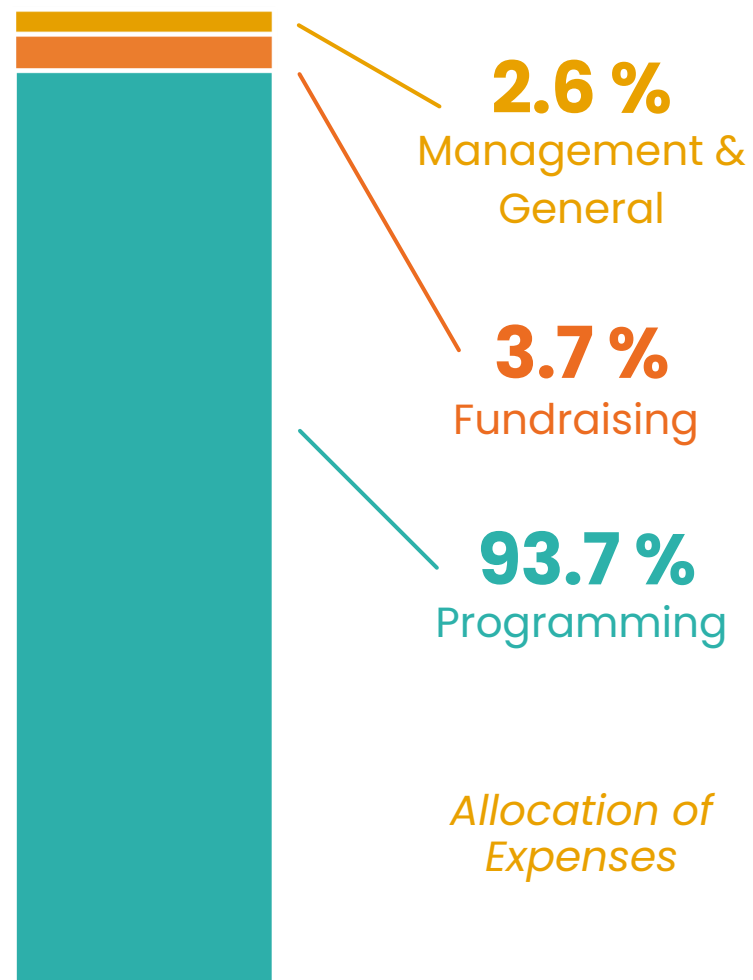 2.6 %
Management &
General
3.7 %
Fundraising
93.7 %
Programming
Allocation of
Expenses